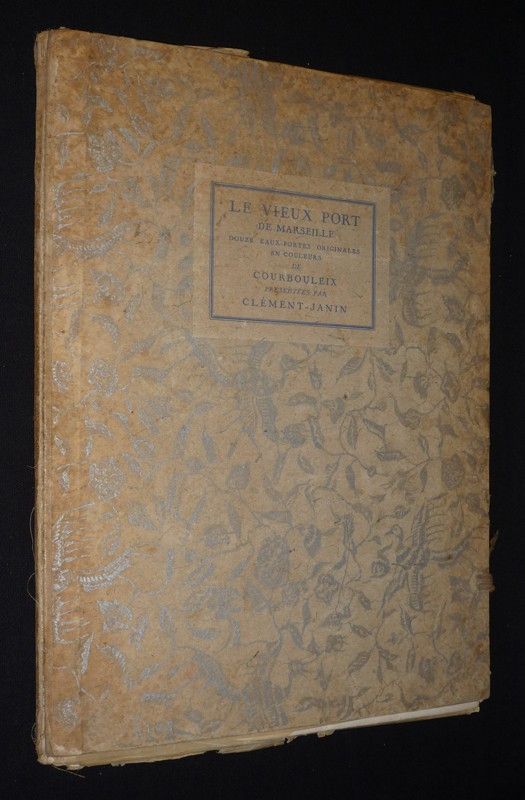 LE VIEUX PORT
DE MARSEILLE
DOUZE EAUX-FORTES ORIGINALES
EN COULEURS
DE
COURBOULEIX
PRÉSENTÉES PAR
CLÉMENT-JANIN